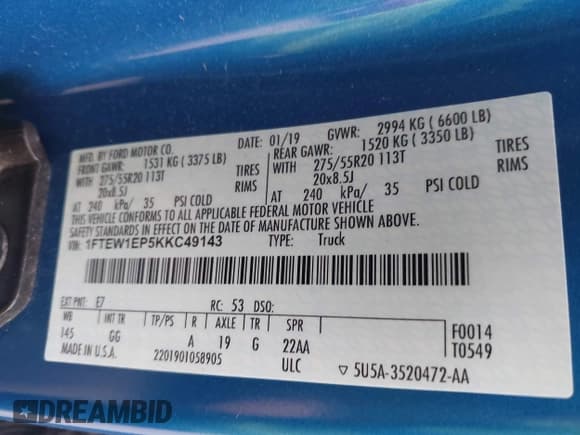 MFD BY FORD MOTOR CO.
DATE: 01/19 GVWR: 2994 KG ( 6600 LB)
FRONT GAWR: 1531 KG ( 3375 LB)
REAR GAWR: 1520 KG ( 3350 LB)
WITH 275/55R20 113T TIRES
20x8.5J RIMS
WITH 275/55R20 113T TIRES
20x8.5J RIMS
AT 240 kPa/ 35 PSI COLD
AT 240 kPa/ 35 PSI COLD
THIS VEHICLE CONFORMS TO ALL APPLICABLE FEDERAL MOTOR VEHICLE
SAFETY STANDARDS IN EFFECT ON THE DATE OF MANUFACTURE SHOWN ABOVE.
VIN: 1FTEW1EP5KKC49143 TYPE: Truck
EXT PNT: E7 RC: 53 DSO:
WB INT TR TP/PS R AXLE TR SPR
145 GG A 19 G 22AA
F0014
T0549
MADE IN U.S.A. 2201901058905 ULC
▽ 5U5A-3520472-AA
DREAMBID